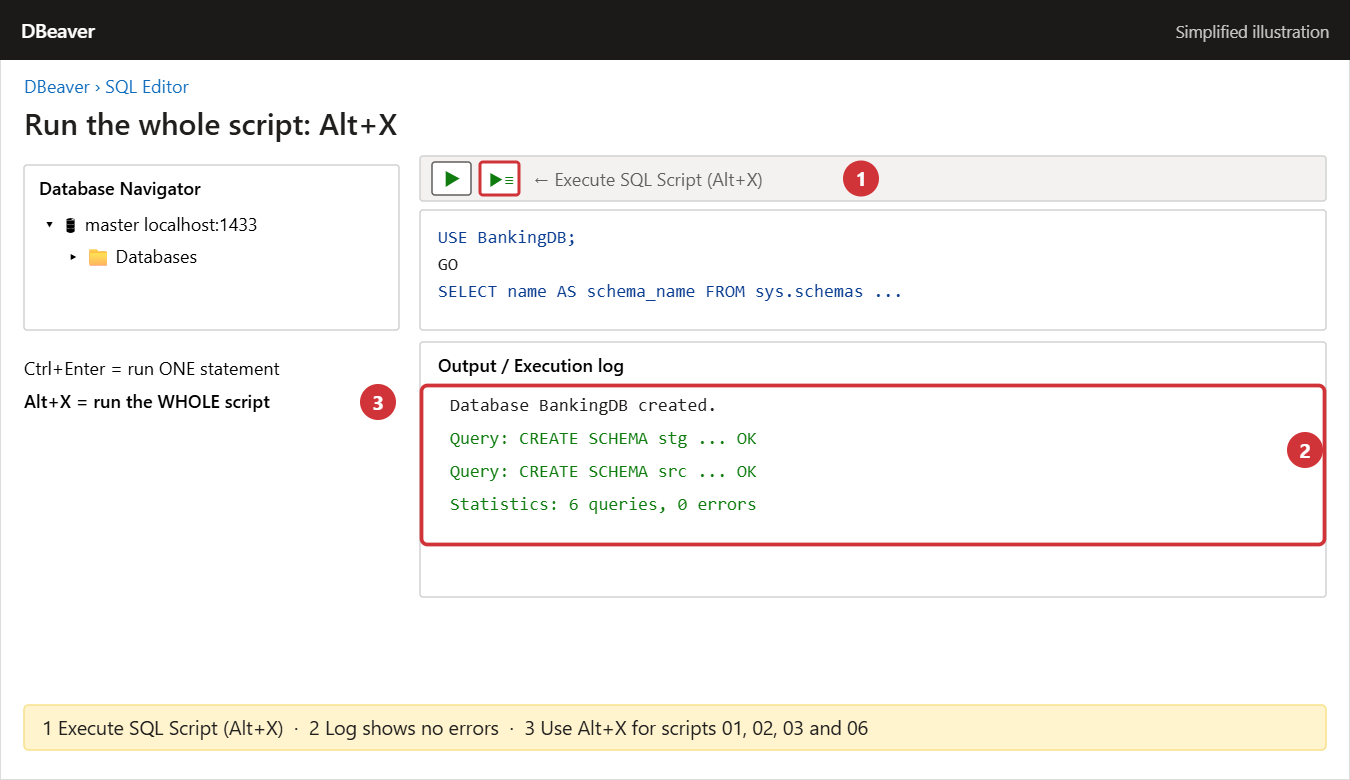 DBeaver
Simplified illustration
DBeaver › SQL Editor
Run the whole script: Alt+X
Database Navigator
▾ master localhost:1433
▸ Databases
Ctrl+Enter = run ONE statement
Alt+X = run the WHOLE script
3
← Execute SQL Script (Alt+X)
1
USE BankingDB;
GO
SELECT name AS schema_name FROM sys.schemas ...
Output / Execution log
Database BankingDB created.
Query: CREATE SCHEMA stg ... OK
Query: CREATE SCHEMA src ... OK
Statistics: 6 queries, 0 errors
2
1 Execute SQL Script (Alt+X) · 2 Log shows no errors · 3 Use Alt+X for scripts 01, 02, 03 and 06